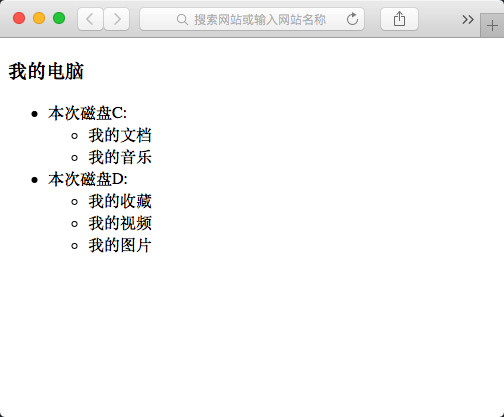 搜索网站或输入网站名称
我的电脑
本次磁盘C:
我的文档
我的音乐
本次磁盘D:
我的收藏
我的视频
我的图片